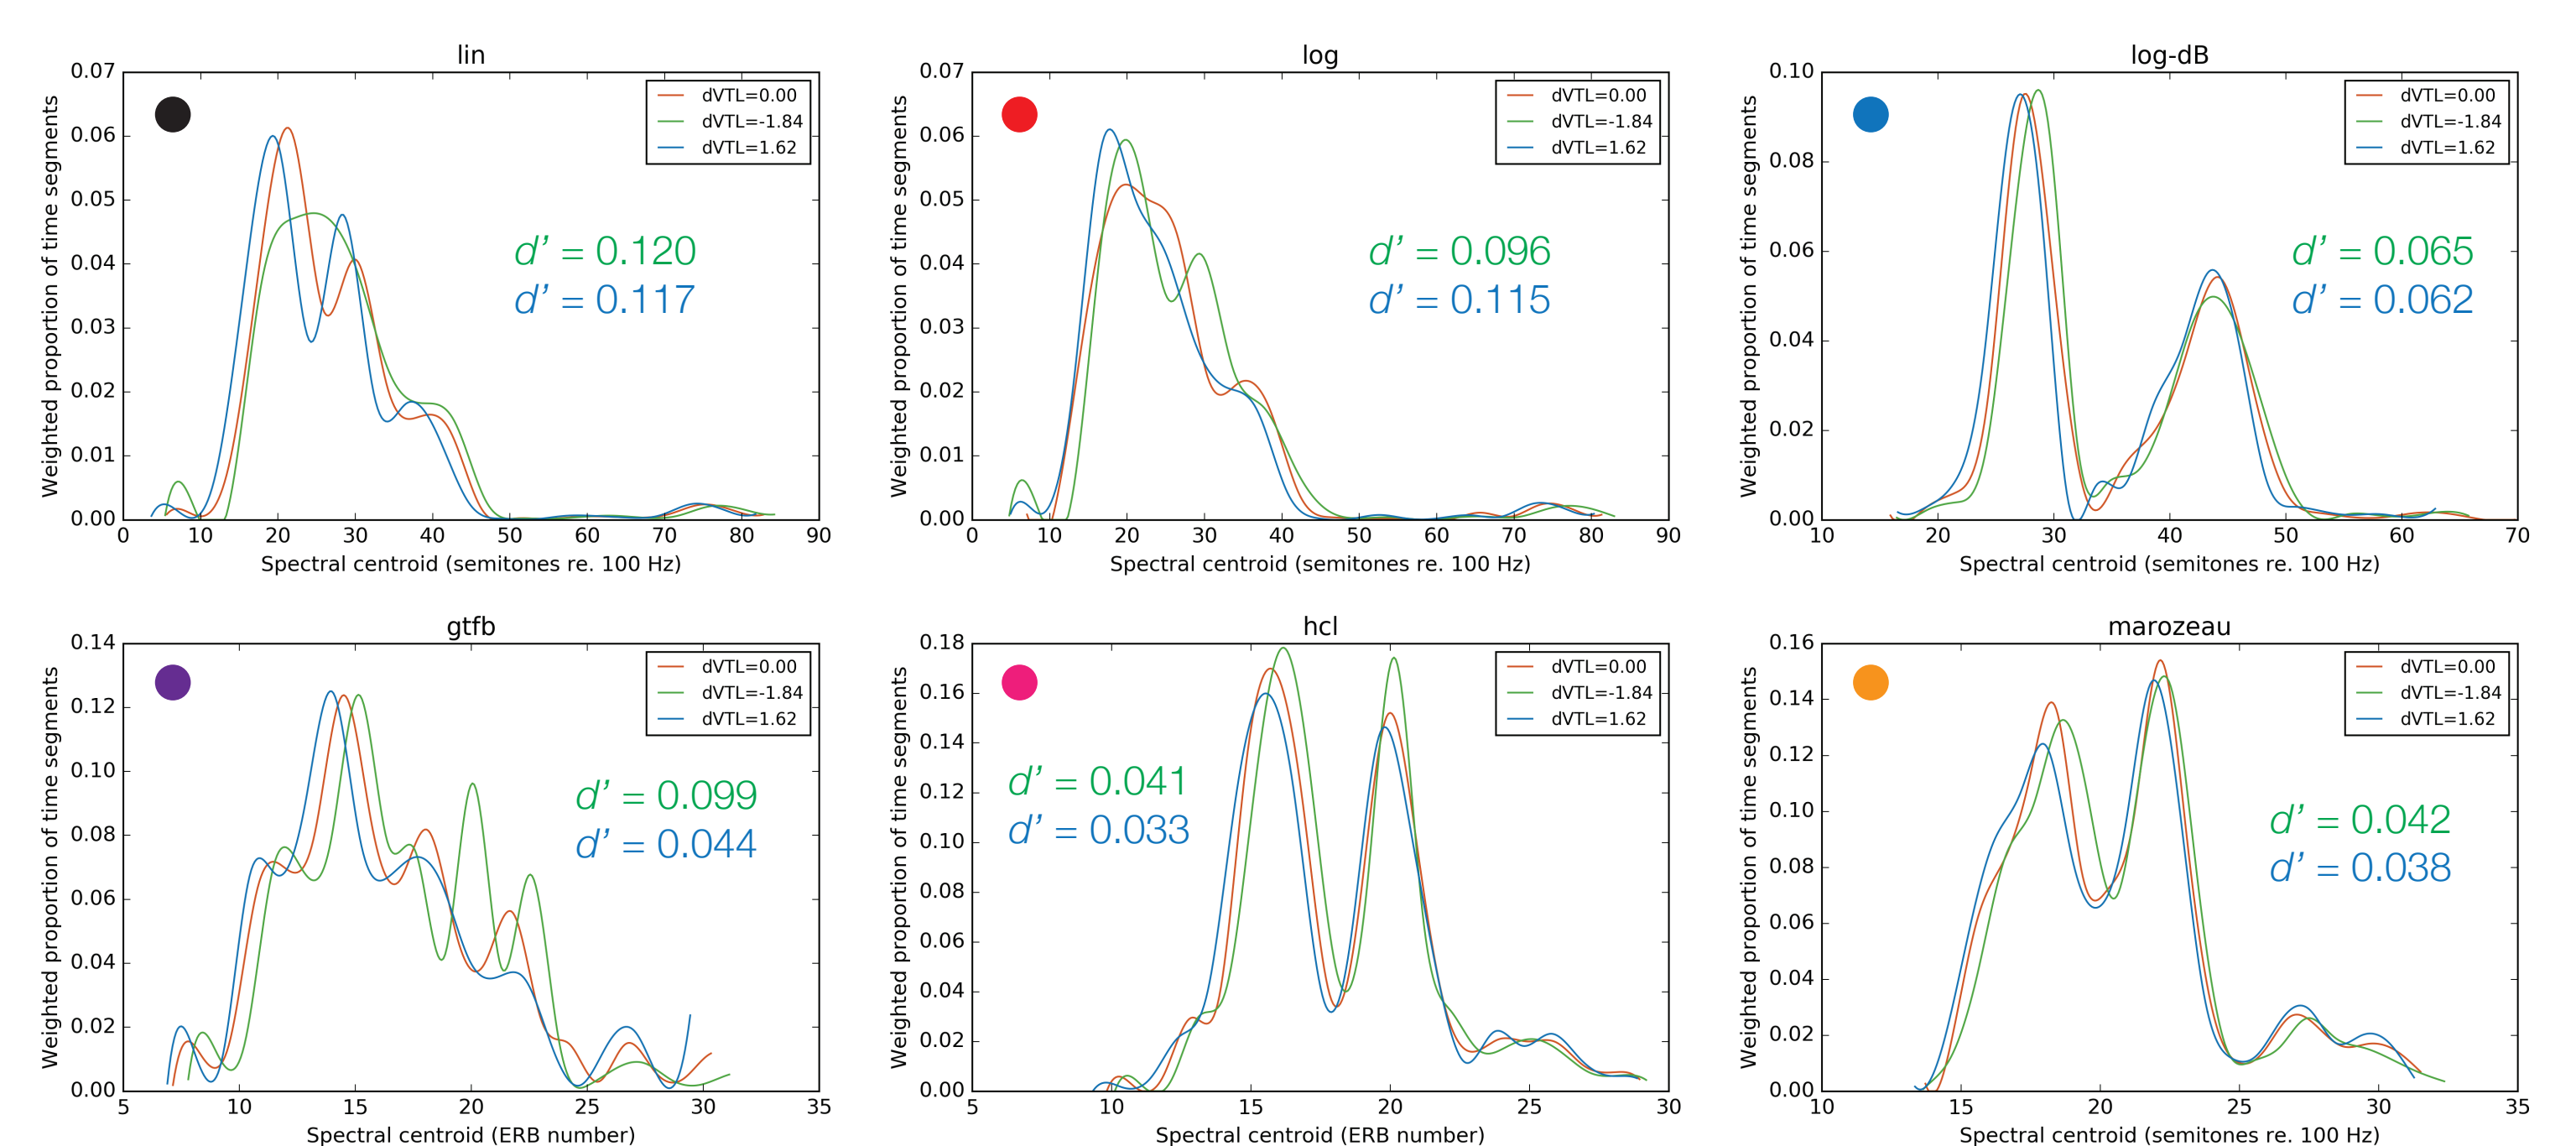 lin
0.07
0.06
0.05
0.04
0.03
0.02
0.01
0.00
0 10 20 30 40 50 60 70 80 90
Weighted proportion of time segments
Spectral centroid (semitones re. 100 Hz)
dVTL=0.00
dVTL=-1.84
dVTL=1.62
d’ = 0.120
d’ = 0.117
log
0.07
0.06
0.05
0.04
0.03
0.02
0.01
0.00
0 10 20 30 40 50 60 70 80 90
Weighted proportion of time segments
Spectral centroid (semitones re. 100 Hz)
dVTL=0.00
dVTL=-1.84
dVTL=1.62
d’ = 0.096
d’ = 0.115
log-dB
0.10
0.08
0.06
0.04
0.02
0.00
10 20 30 40 50 60 70
Weighted proportion of time segments
Spectral centroid (semitones re. 100 Hz)
dVTL=0.00
dVTL=-1.84
dVTL=1.62
d’ = 0.065
d’ = 0.062
gtfb
0.14
0.12
0.10
0.08
0.06
0.04
0.02
0.00
5 10 15 20 25 30 35
Weighted proportion of time segments
Spectral centroid (ERB number)
dVTL=0.00
dVTL=-1.84
dVTL=1.62
d’ = 0.099
d’ = 0.044
hcl
0.18
0.16
0.14
0.12
0.10
0.08
0.06
0.04
0.02
0.00
5 10 15 20 25 30
Weighted proportion of time segments
Spectral centroid (ERB number)
dVTL=0.00
dVTL=-1.84
dVTL=1.62
d’ = 0.041
d’ = 0.033
marozeau
0.16
0.14
0.12
0.10
0.08
0.06
0.04
0.02
0.00
10 15 20 25 30 35
Weighted proportion of time segments
Spectral centroid (semitones re. 100 Hz)
dVTL=0.00
dVTL=-1.84
dVTL=1.62
d’ = 0.042
d’ = 0.038